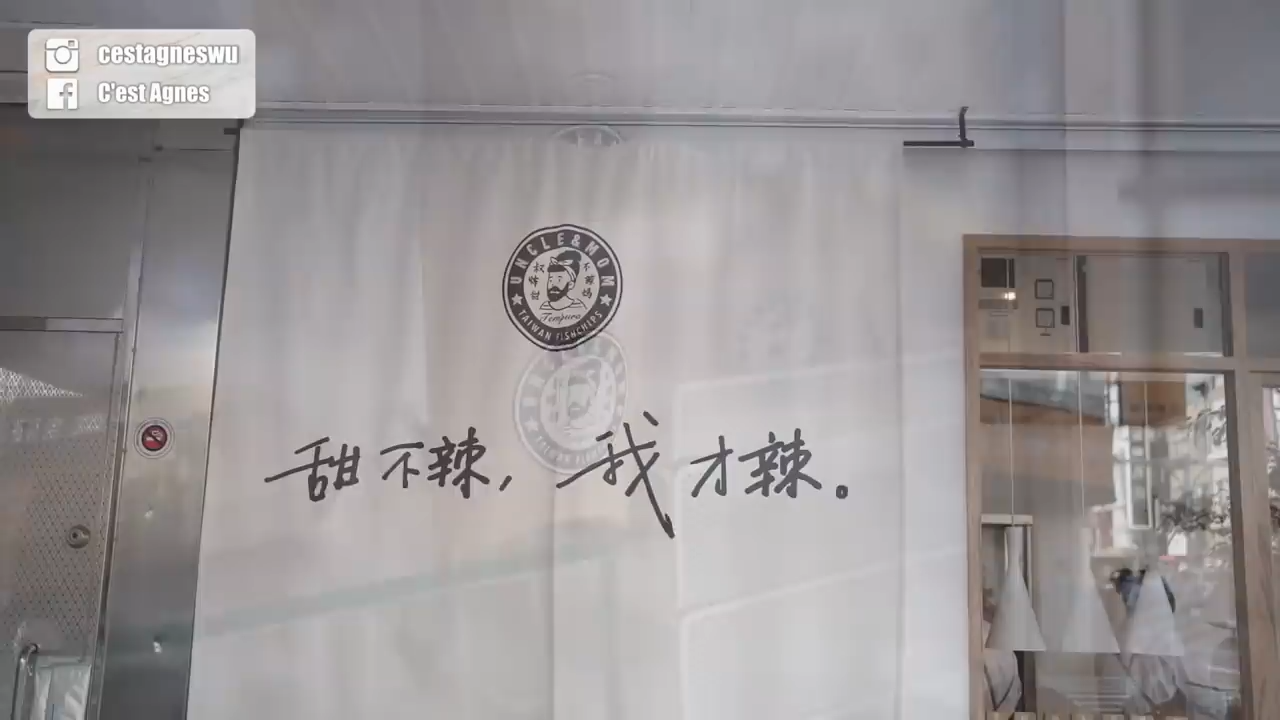 cestagneswu
C'est Agnes
UNCLE & MOM
Tempura
TAIWAN FISHCHIPS
甜不辣，我才辣。